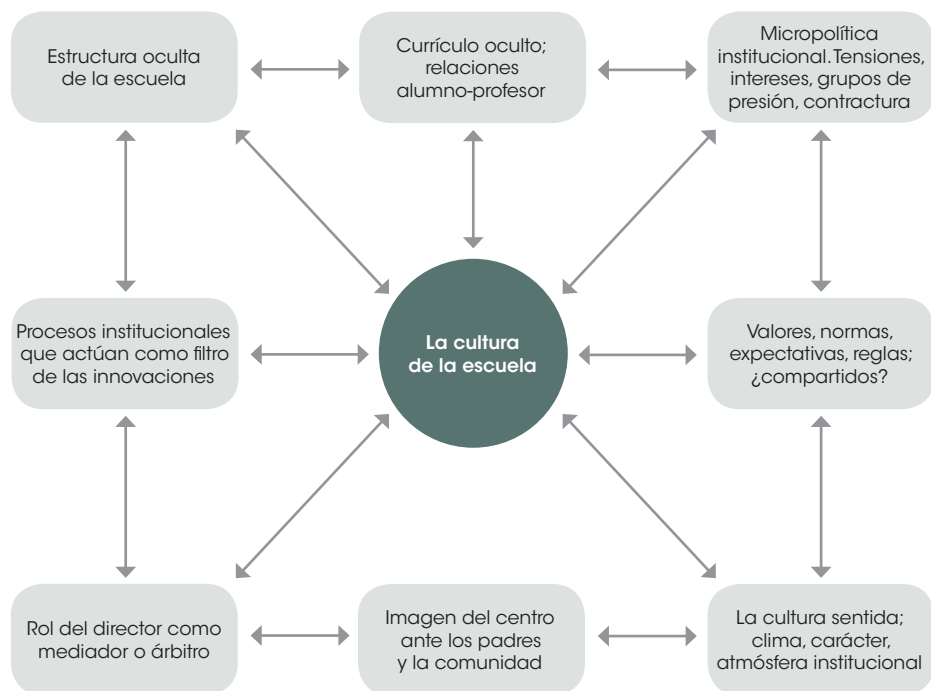 Estructura oculta
de la escuela
Currículo oculto;
relaciones
alumno-profesor
Micropolítica
institucional. Tensiones,
intereses, grupos de
presión, contractura
Procesos institucionales
que actúan como filtro
de las innovaciones
La cultura
de la escuela
Valores, normas,
expectativas, reglas;
¿compartidos?
Rol del director como
mediador o árbitro
Imagen del centro
ante los padres
y la comunidad
La cultura sentida;
clima, carácter,
atmósfera institucional